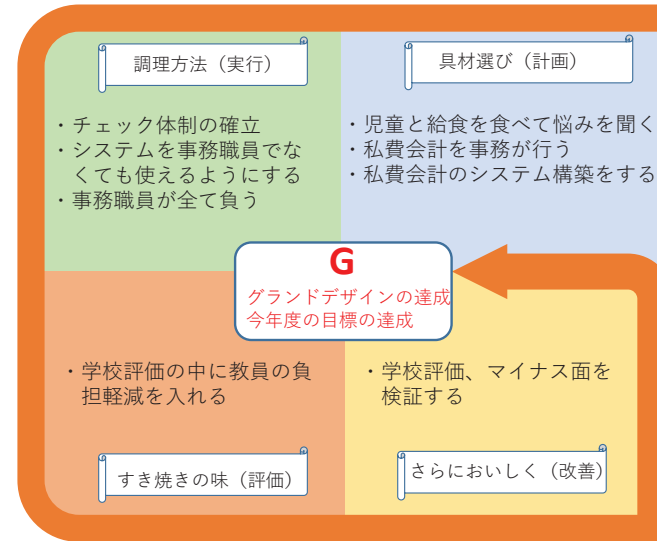 調理方法（実行）
・チェック体制の確立
・システムを事務職員でな
くても使えるようにする
・事務職員が全て負う
具材選び（計画）
・児童と給食を食べて悩みを聞く
・私費会計を事務が行う
・私費会計のシステム構築をする
G
グランドデザインの達成
今年度の目標の達成
・学校評価の中に教員の負
担軽減を入れる
すき焼きの味（評価）
・学校評価、マイナス面を
検証する
さらにおいしく（改善）